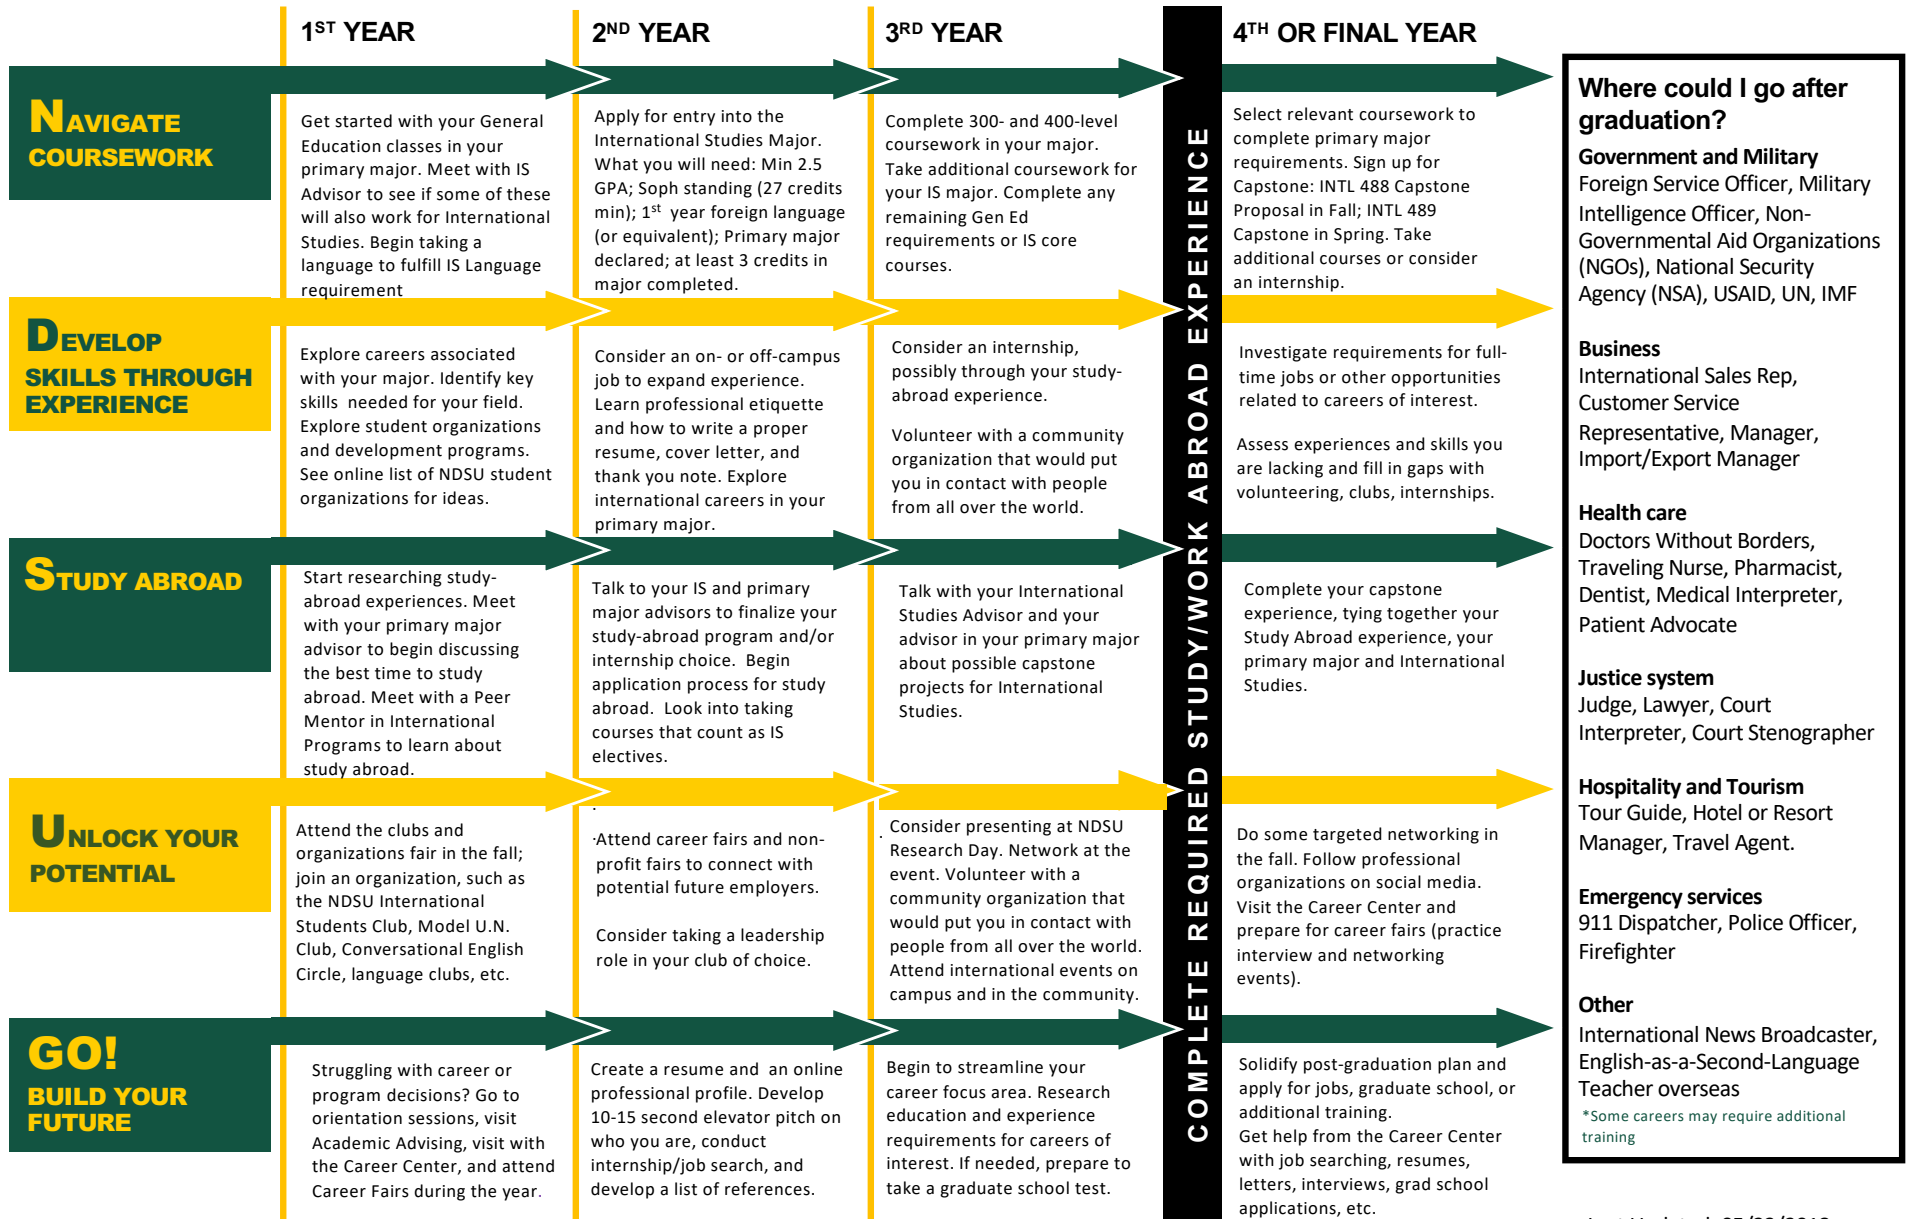 1ST YEAR
2ND YEAR
3RD YEAR
4TH OR FINAL YEAR
NAVIGATE
COURSEWORK
Get started with your General
Education classes in your
primary major. Meet with IS
Advisor to see if some of these
will also work for International
Studies. Begin taking a
language to fulfill IS Language
requirement
Apply for entry into the
International Studies Major.
What you will need: Min 2.5
GPA; Soph standing (27 credits
min); 1st year foreign language
(or equivalent); Primary major
declared; at least 3 credits in
major completed.
Complete 300- and 400-level
coursework in your major.
Take additional coursework for
your IS major. Complete any
remaining Gen Ed
requirements or IS core
courses.
Select relevant coursework to
complete primary major
requirements. Sign up for
Capstone: INTL 488 Capstone
Proposal in Fall; INTL 489
Capstone in Spring. Take
additional courses or consider
an internship.
DEVELOP
SKILLS THROUGH
EXPERIENCE
Explore careers associated
with your major. Identify key
skills needed for your field.
Explore student organizations
and development programs.
See online list of NDSU student
organizations for ideas.
Consider an on- or off-campus
job to expand experience.
Learn professional etiquette
and how to write a proper
resume, cover letter, and
thank you note. Explore
international careers in your
primary major.
Consider an internship,
possibly through your study-
abroad experience.
Volunteer with a community
organization that would put
you in contact with people
from all over the world.
Investigate requirements for full-
time jobs or other opportunities
related to careers of interest.
Assess experiences and skills you
are lacking and fill in gaps with
volunteering, clubs, internships.
STUDY ABROAD
Start researching study-
abroad experiences. Meet
with your primary major
advisor to begin discussing
the best time to study
abroad. Meet with a Peer
Mentor in International
Programs to learn about
study abroad.
Talk to your IS and primary
major advisors to finalize your
study-abroad program and/or
internship choice. Begin
application process for study
abroad. Look into taking
courses that count as IS
electives.
Talk with your International
Studies Advisor and your
advisor in your primary major
about possible capstone
projects for International
Studies.
Complete your capstone
experience, tying together your
Study Abroad experience, your
primary major and International
Studies.
UNLOCK YOUR
POTENTIAL
Attend the clubs and
organizations fair in the fall;
join an organization, such as
the NDSU International
Students Club, Model U.N.
Club, Conversational English
Circle, language clubs, etc.
.
·Attend career fairs and non-
profit fairs to connect with
potential future employers.
Consider taking a leadership
role in your club of choice.
. Consider presenting at NDSU
Research Day. Network at the
event. Volunteer with a
community organization that
would put you in contact with
people from all over the world.
Attend international events on
campus and in the community.
Do some targeted networking in
the fall. Follow professional
organizations on social media.
Visit the Career Center and
prepare for career fairs (practice
interview and networking
events).
GO!
BUILD YOUR
FUTURE
Struggling with career or
program decisions? Go to
orientation sessions, visit
Academic Advising, visit with
the Career Center, and attend
Career Fairs during the year.
Create a resume and an online
professional profile. Develop
10-15 second elevator pitch on
who you are, conduct
internship/job search, and
develop a list of references.
Begin to streamline your
career focus area. Research
education and experience
requirements for careers of
interest. If needed, prepare to
take a graduate school test.
Solidify post-graduation plan and
apply for jobs, graduate school, or
additional training.
Get help from the Career Center
with job searching, resumes,
letters, interviews, grad school
applications, etc.
COMPLETE REQUIRED STUDY/WORK ABROAD EXPERIENCE
Where could I go after
graduation?
Government and Military
Foreign Service Officer, Military
Intelligence Officer, Non-
Governmental Aid Organizations
(NGOs), National Security
Agency (NSA), USAID, UN, IMF
Business
International Sales Rep,
Customer Service
Representative, Manager,
Import/Export Manager
Health care
Doctors Without Borders,
Traveling Nurse, Pharmacist,
Dentist, Medical Interpreter,
Patient Advocate
Justice system
Judge, Lawyer, Court
Interpreter, Court Stenographer
Hospitality and Tourism
Tour Guide, Hotel or Resort
Manager, Travel Agent.
Emergency services
911 Dispatcher, Police Officer,
Firefighter
Other
International News Broadcaster,
English-as-a-Second-Language
Teacher overseas
*Some careers may require additional
training